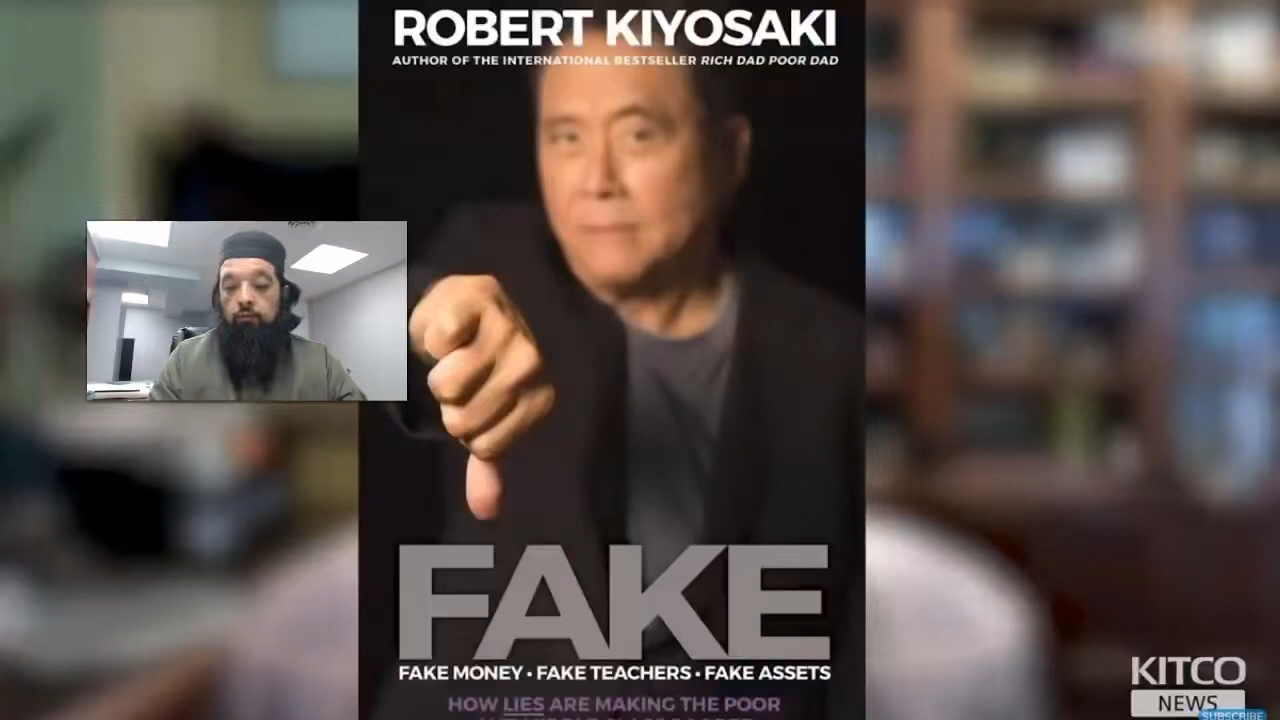 ROBERT KIYOSAKI
AUTHOR OF THE INTERNATIONAL BESTSELLER RICH DAD POOR DAD
FAKE
FAKE MONEY • FAKE TEACHERS • FAKE ASSETS
HOW LIES ARE MAKING THE POOR
KITCO
NEWS
SUBSCRIBE